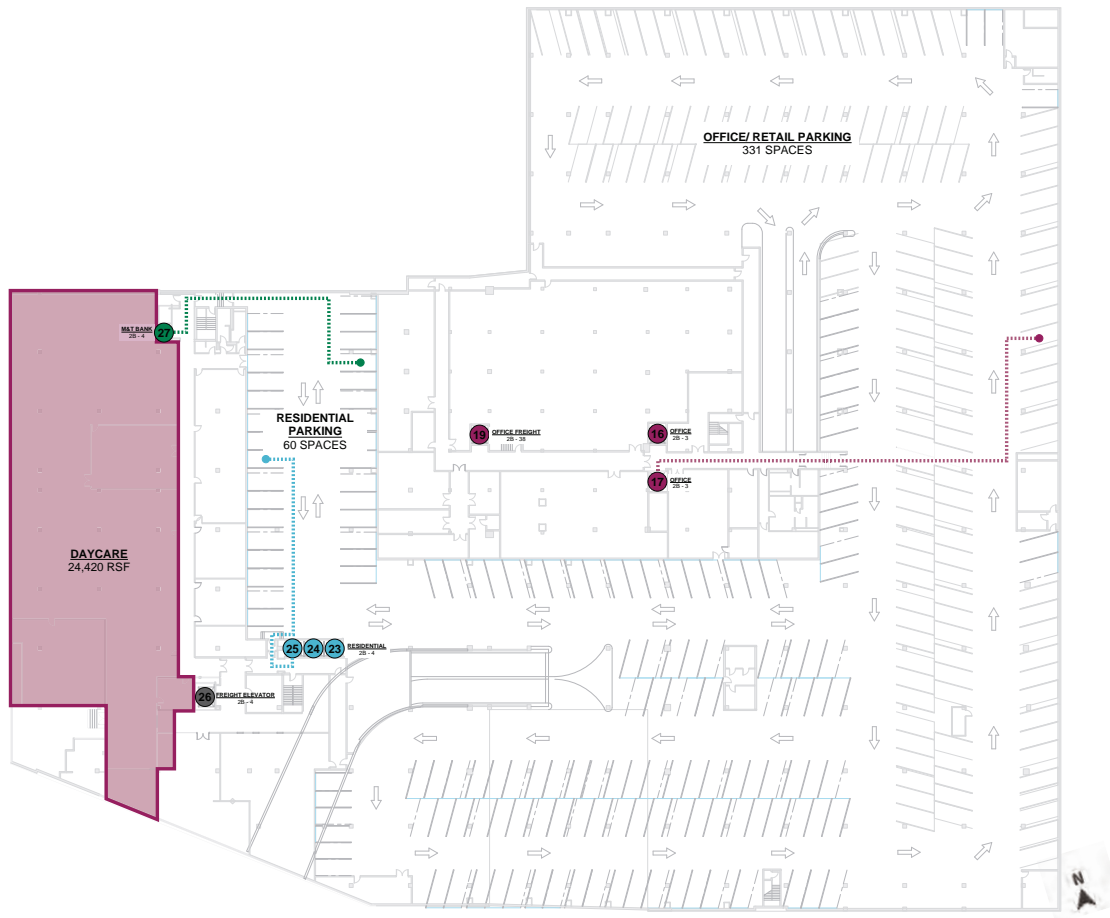 OFFICE/ RETAIL PARKING
331 SPACES
M&T BANK
2B - 4
27
RESIDENTIAL
PARKING
60 SPACES
19
OFFICE FREIGHT
2B - 38
16
OFFICE
2B - 3
17
OFFICE
2B - 3
DAYCARE
24,420 RSF
25
24
23
RESIDENTIAL
2B - 4
26
FREIGHT ELEVATOR
2B - 4
N